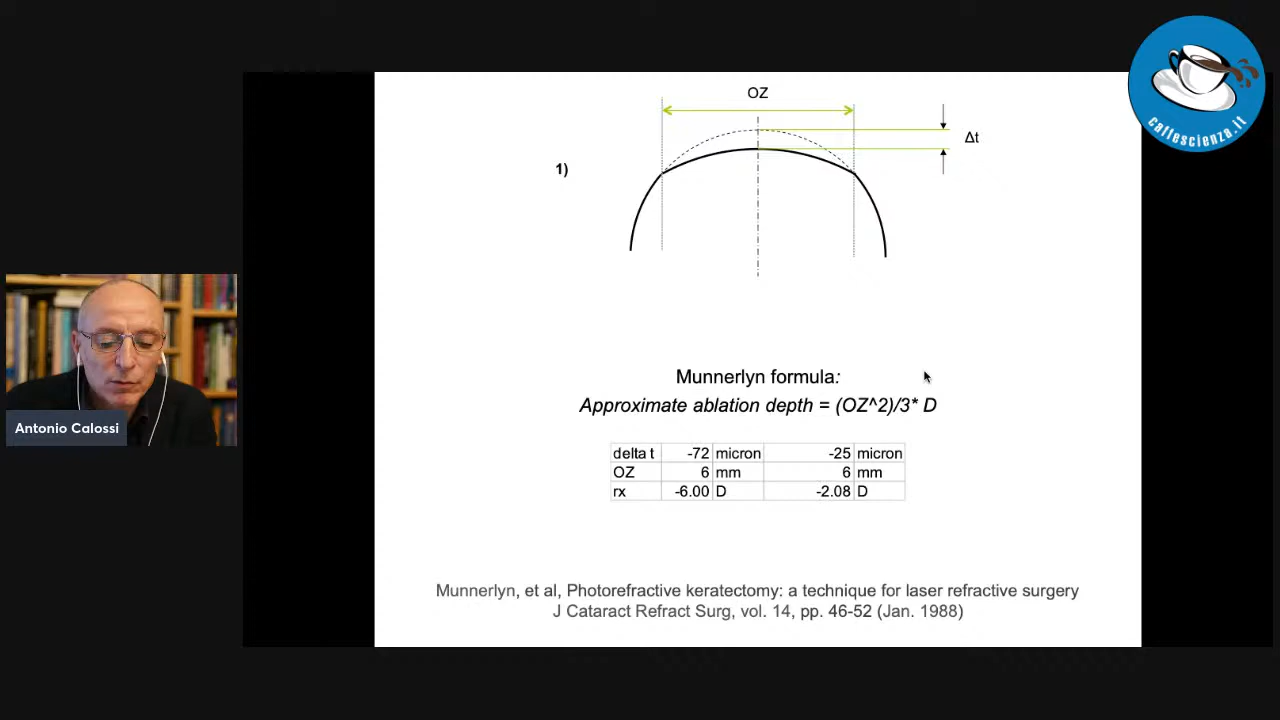 OZ
Δt
1)
caffescienza.it
Antonio Calossi
Munnerlyn formula:
Approximate ablation depth = (OZ^2)/3* D
delta t -72 micron -25 micron
OZ 6 mm 6 mm
rx -6.00 D -2.08 D
Munnerlyn, et al, Photorefractive keratectomy: a technique for laser refractive surgery
J Cataract Refract Surg, vol. 14, pp. 46-52 (Jan. 1988)